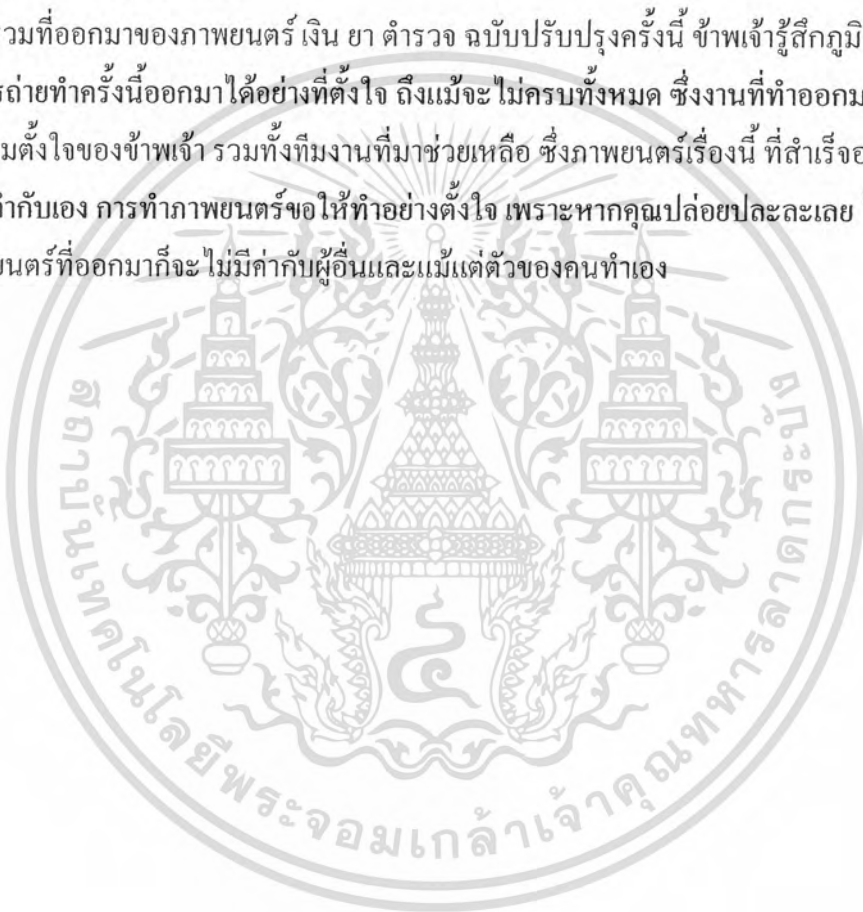 รวมที่ออกมาของภาพยนตร์ เงิน ยา ตำรวจ ฉบับปรับปรุงครั้งนี้ ข้าพเจ้ารู้สึกภูมิ
ถ่ายทำครั้งนี้ออกมาได้อย่างที่ตั้งใจ ถึงแม้จะไม่ครบทั้งหมด ซึ่งงานที่ทำออกม
มตั้งใจของข้าพเจ้า รวมทั้งทีมงานที่มาช่วยเหลือ ซึ่งภาพยนตร์เรื่องนี้ ที่สำเร็จอ
กำกับเอง การทำภาพยนตร์ขอให้ทำอย่างตั้งใจ เพราะหากคุณปล่อยปละละเลย
ยนตร์ที่ออกมาก็จะไม่มีค่ากับผู้อื่นและแม้แต่ตัวของคนทำเอง
สถาบันเทคโนโลยีพระจอมเกล้าเจ้าคุณทหารลาดกระบัง
๔